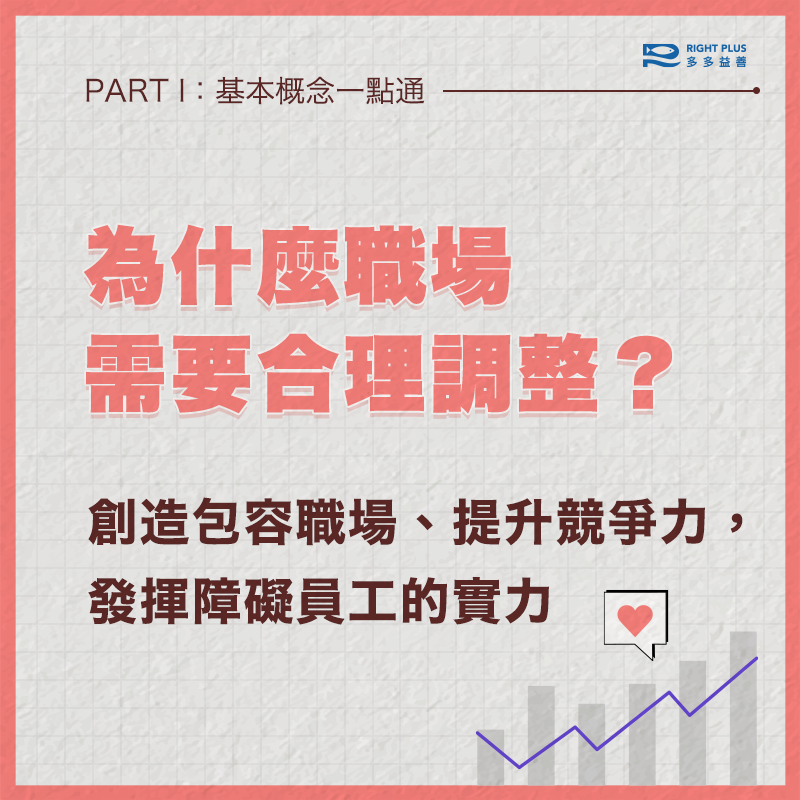 RIGHT PLUS
多多益善
PART I：基本概念一點通
為什麼職場
需要合理調整？
創造包容職場、提升競爭力，
發揮障礙員工的實力